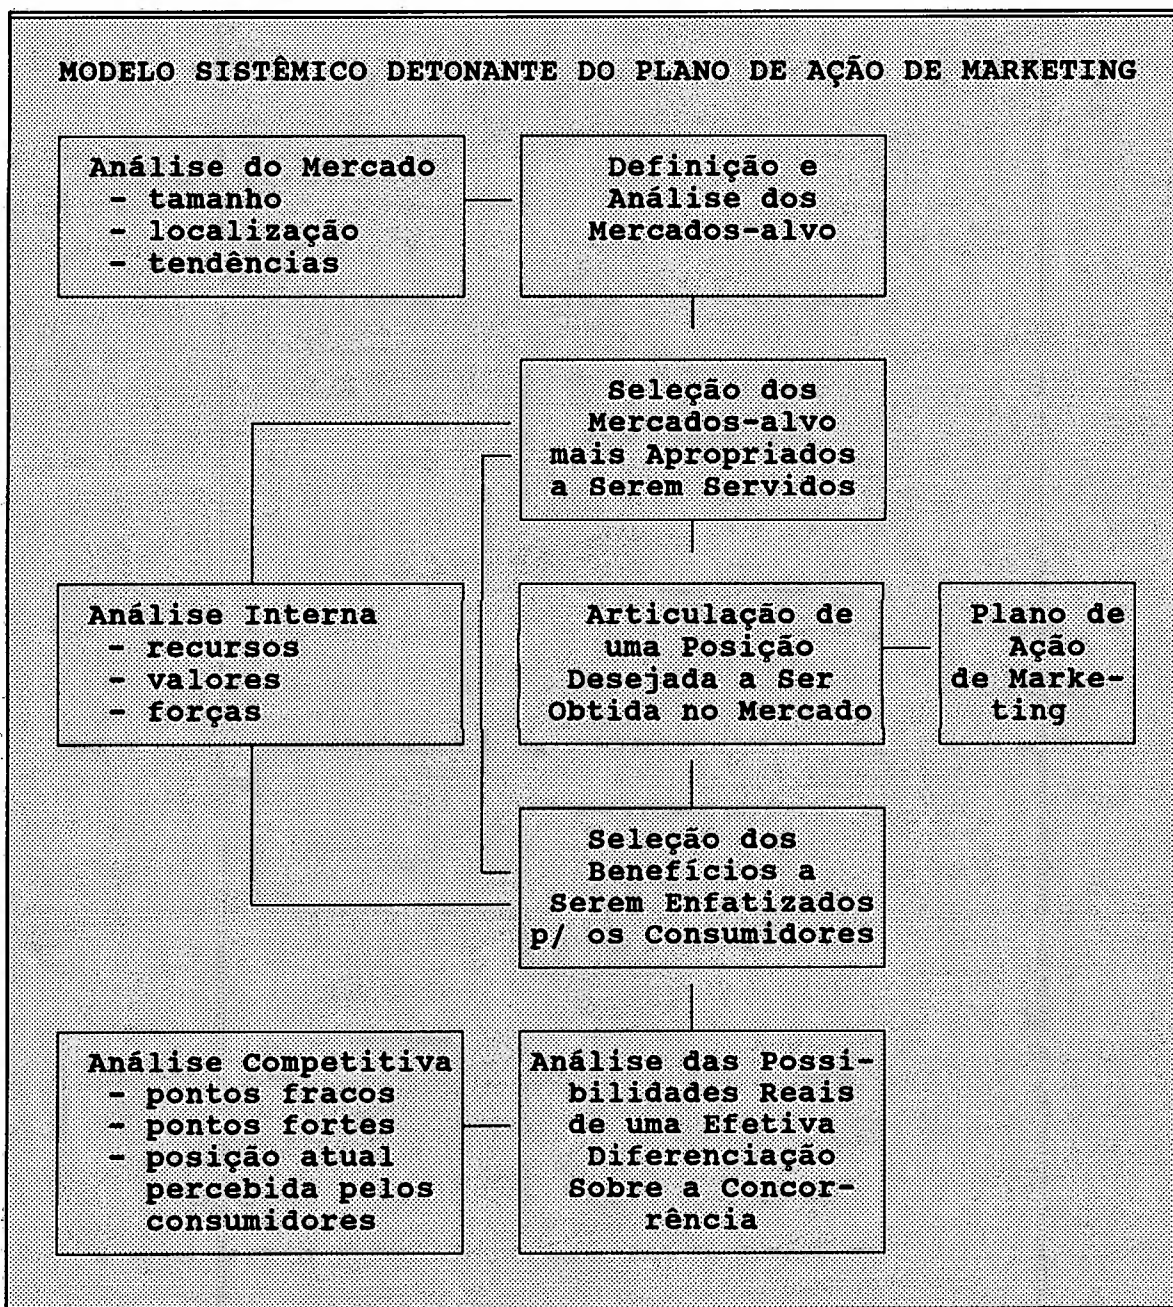 MODELO SISTÊMICO DETONANTE DO PLANO DE AÇÃO DE MARKETING
Análise do Mercado
- tamanho
- localização
- tendências
Definição e
Análise dos
Mercados-alvo
Seleção dos
Mercados-alvo
mais Apropriados
a Serem Servidos
Análise Interna
- recursos
- valores
- forças
Articulação de
uma Posição
Desejada a Ser
Obtida no Mercado
Plano de
Ação
de Marke-
ting
Seleção dos
Benefícios a
Serem Enfatizados
p/ os Consumidores
Análise Competitiva
- pontos fracos
- pontos fortes
- posição atual
percebida pelos
consumidores
Análise das Possi-
bilidades Reais
de uma Efetiva
Diferenciação
Sobre a Concor-
rência